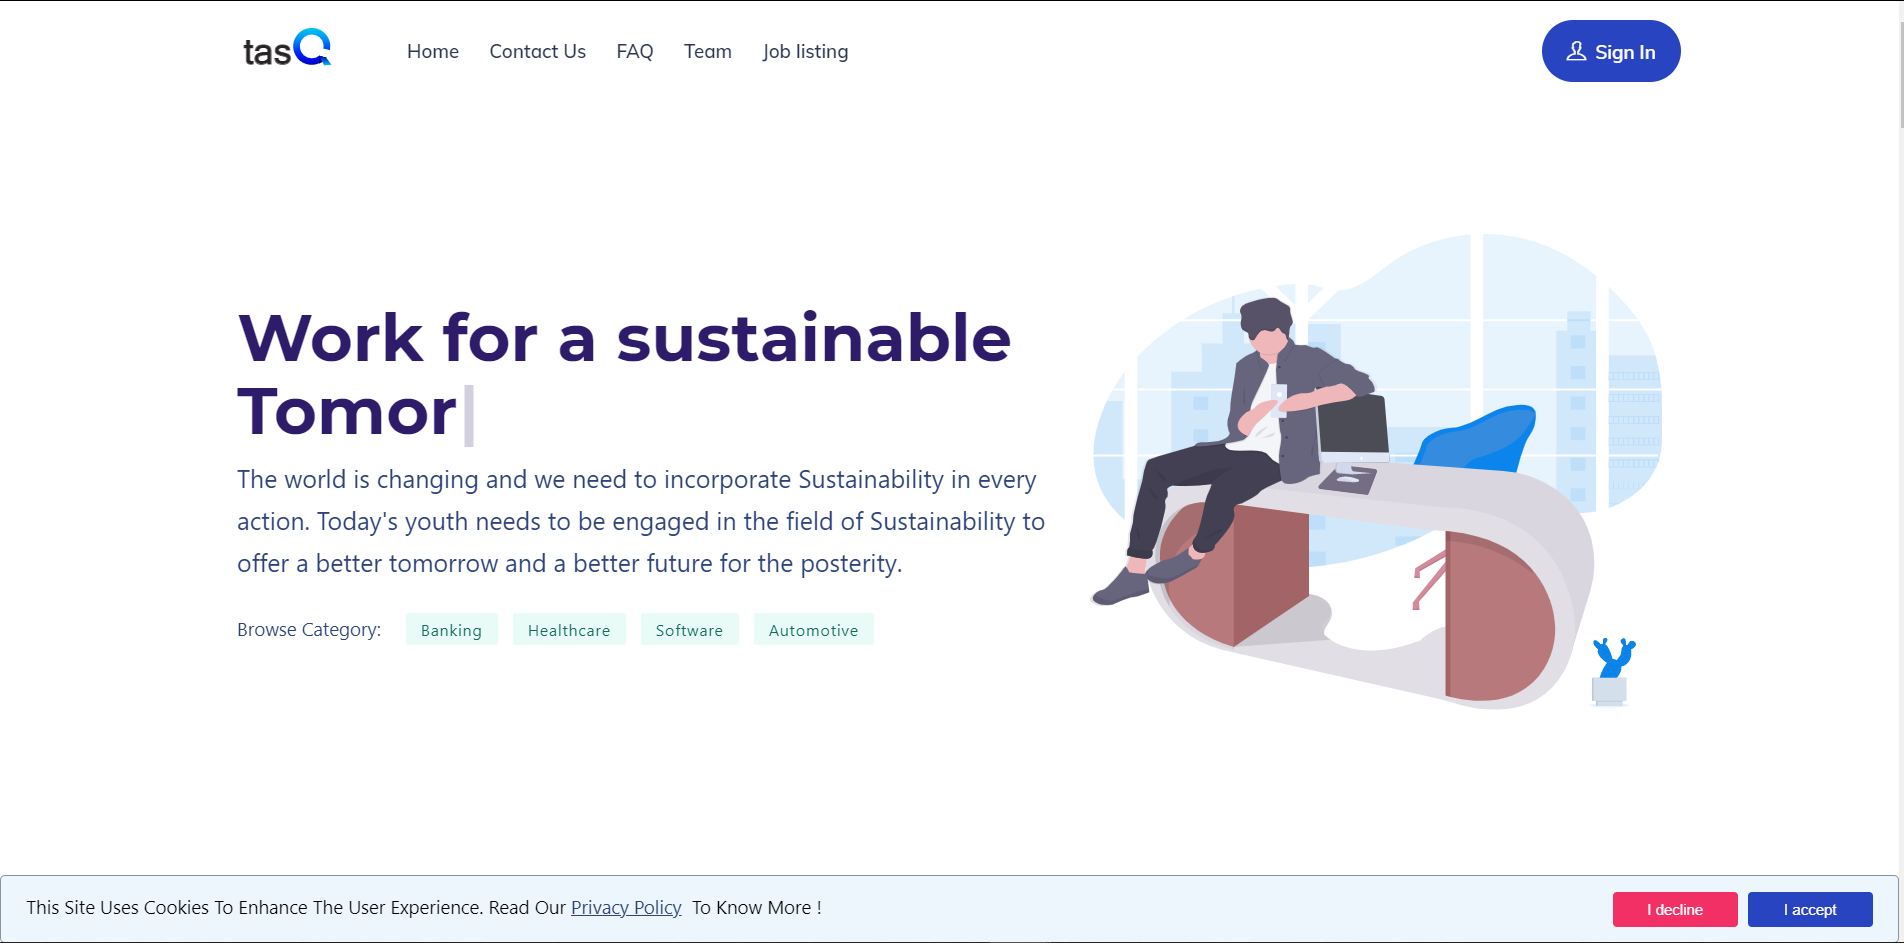 tasQ
Home Contact Us FAQ Team Job listing
Sign In
Work for a sustainable
Tomor|
The world is changing and we need to incorporate Sustainability in every
action. Today's youth needs to be engaged in the field of Sustainability to
offer a better tomorrow and a better future for the posterity.
Browse Category: Banking Healthcare Software Automotive
This Site Uses Cookies To Enhance The User Experience. Read Our Privacy Policy To Know More !
I decline I accept